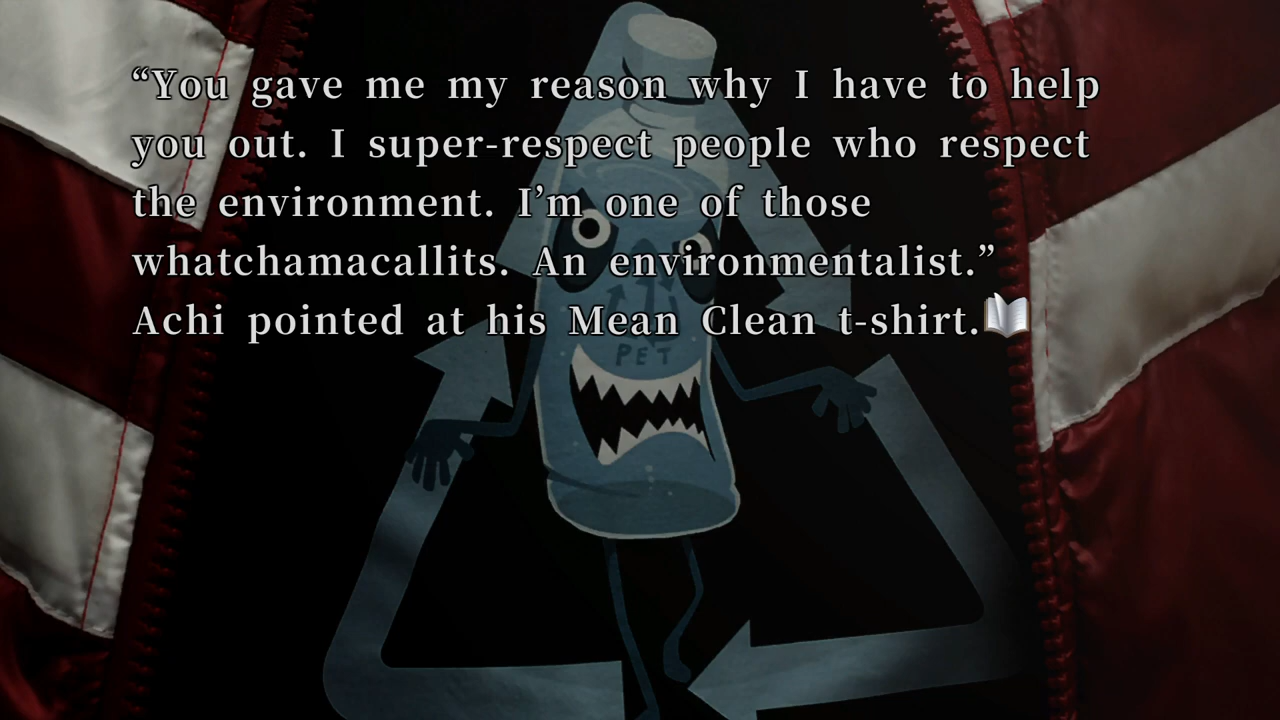 “You gave me my reason why I have to help
you out. I super-respect people who respect
the environment. I’m one of those
whatchamacallits. An environmentalist.”
Achi pointed at his Mean Clean t-shirt.
PET